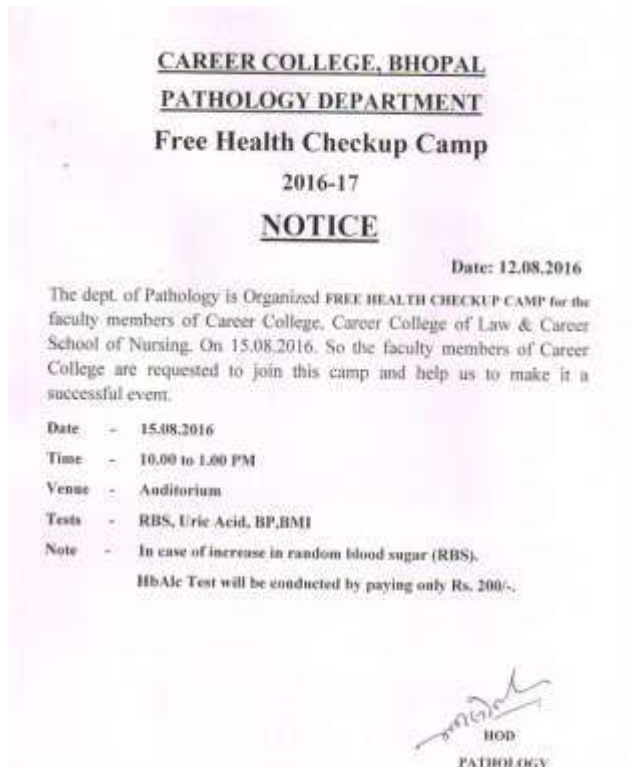 CAREER COLLEGE, BHOPAL
PATHOLOGY DEPARTMENT
Free Health Checkup Camp
2016-17
NOTICE
Date: 12.08.2016
The dept. of Pathology is Organized FREE HEALTH CHECKUP CAMP for the
faculty members of Career College, Career College of Law & Career
School of Nursing. On 15.08.2016. So the faculty members of Career
College are requested to join this camp and help us to make it a
successful event.
Date - 15.08.2016
Time - 10.00 to 1.00 PM
Venue - Auditorium
Tests - RBS, Uric Acid, BP,BMI
Note - In case of increase in random blood sugar (RBS).
HbAlc Test will be conducted by paying only Rs. 200/-.
HOD
PATHOLOGY